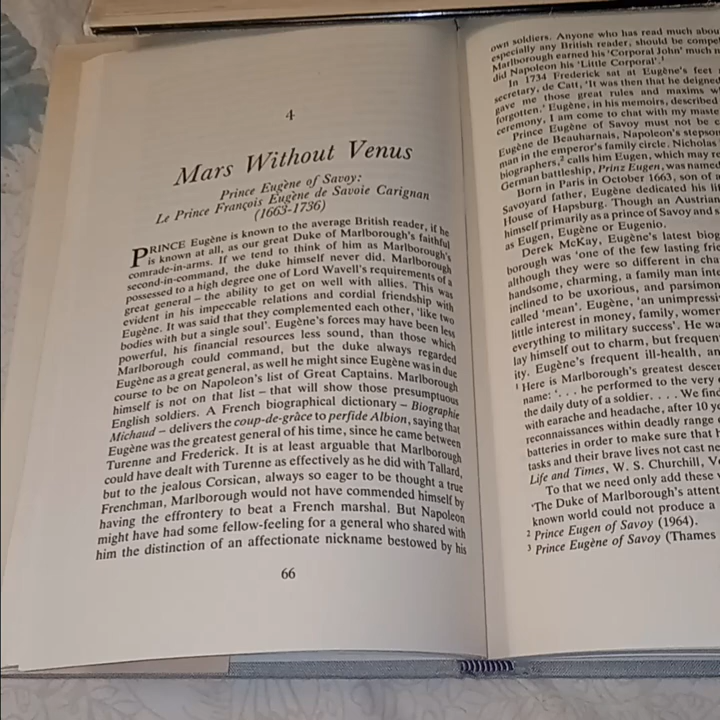 4
Mars Without Venus
Prince Eugène of Savoy:
Le Prince François Eugène de Savoie Carignan
(1663-1736)
PRINCE Eugène is known to the average British reader, if he
is known at all, as our great Duke of Marlborough's faithful
comrade-in-arms. If we tend to think of him as Marlborough's
second-in-command, the duke himself never did. Marlborough
possessed to a high degree one of Lord Wavell's requirements of a
great general – the ability to get on well with allies. This was
evident in his impeccable relations and cordial friendship with
Eugène. It was said that they complemented each other, 'like two
bodies with but a single soul'. Eugène's forces may have been less
powerful, his financial resources less sound, than those which
Marlborough could command, but the duke always regarded
Eugène as a great general, as well he might since Eugène was in due
course to be on Napoleon's list of Great Captains. Marlborough
himself is not on that list – that will show those presumptuous
English soldiers. A French biographical dictionary – Biographie
Michaud – delivers the coup-de-grâce to perfide Albion, saying that
Eugène was the greatest general of his time, since he came between
Turenne and Frederick. It is at least arguable that Marlborough
could have dealt with Turenne as effectively as he did with Tallard,
but to the jealous Corsican, always so eager to be thought a true
Frenchman, Marlborough would not have commended himself by
having the effrontery to beat a French marshal. But Napoleon
might have had some fellow-feeling for a general who shared with
him the distinction of an affectionate nickname bestowed by his
66
own soldiers. Anyone who has read much abou
especially any British reader, should be compe
Marlborough earned his 'Corporal John' much
did Napoleon his 'Little Corporal'.¹
In 1734 Frederick sat at Eugène's feet
secretary, de Catt, 'It was then that he deigned
gave me those great rules and maxims
forgotten.' Eugène, in his memoirs, described
ceremony, I am come to chat with my maste
Prince Eugène of Savoy must not be c
Eugène de Beauharnais, Napoleon's stepson
man in the emperor's family circle. Nicholas
biographers,² calls him Eugen, which may re
German battleship, Prinz Eugen, was named
Born in Paris in October 1663, son of a
Savoyard father, Eugène dedicated his li
House of Hapsburg. Though an Austrian
himself primarily as a prince of Savoy and s
as Eugen, Eugène or Eugenio.
Derek McKay, Eugène's latest biog
borough was 'one of the few lasting frie
although they were so different in cha
handsome, charming, a family man int
inclined to be uxorious, and parsimon
called 'mean'. Eugène, 'an unimpressi
little interest in money, family, women
everything to military success'. He wa
lay himself out to charm, but frequen
ity. Eugène's frequent ill-health, an
¹ Here is Marlborough's greatest descen
name: '. . . he performed to the very
the daily duty of a soldier. . . . We find
with earache and headache, after 10 y
reconnaissances within deadly range
batteries in order to make sure that h
tasks and their brave lives not cast ne
Life and Times, W. S. Churchill, V
To that we need only add these
'The Duke of Marlborough's attent
known world could not produce a
² Prince Eugen of Savoy (1964).
³ Prince Eugène of Savoy (Thames